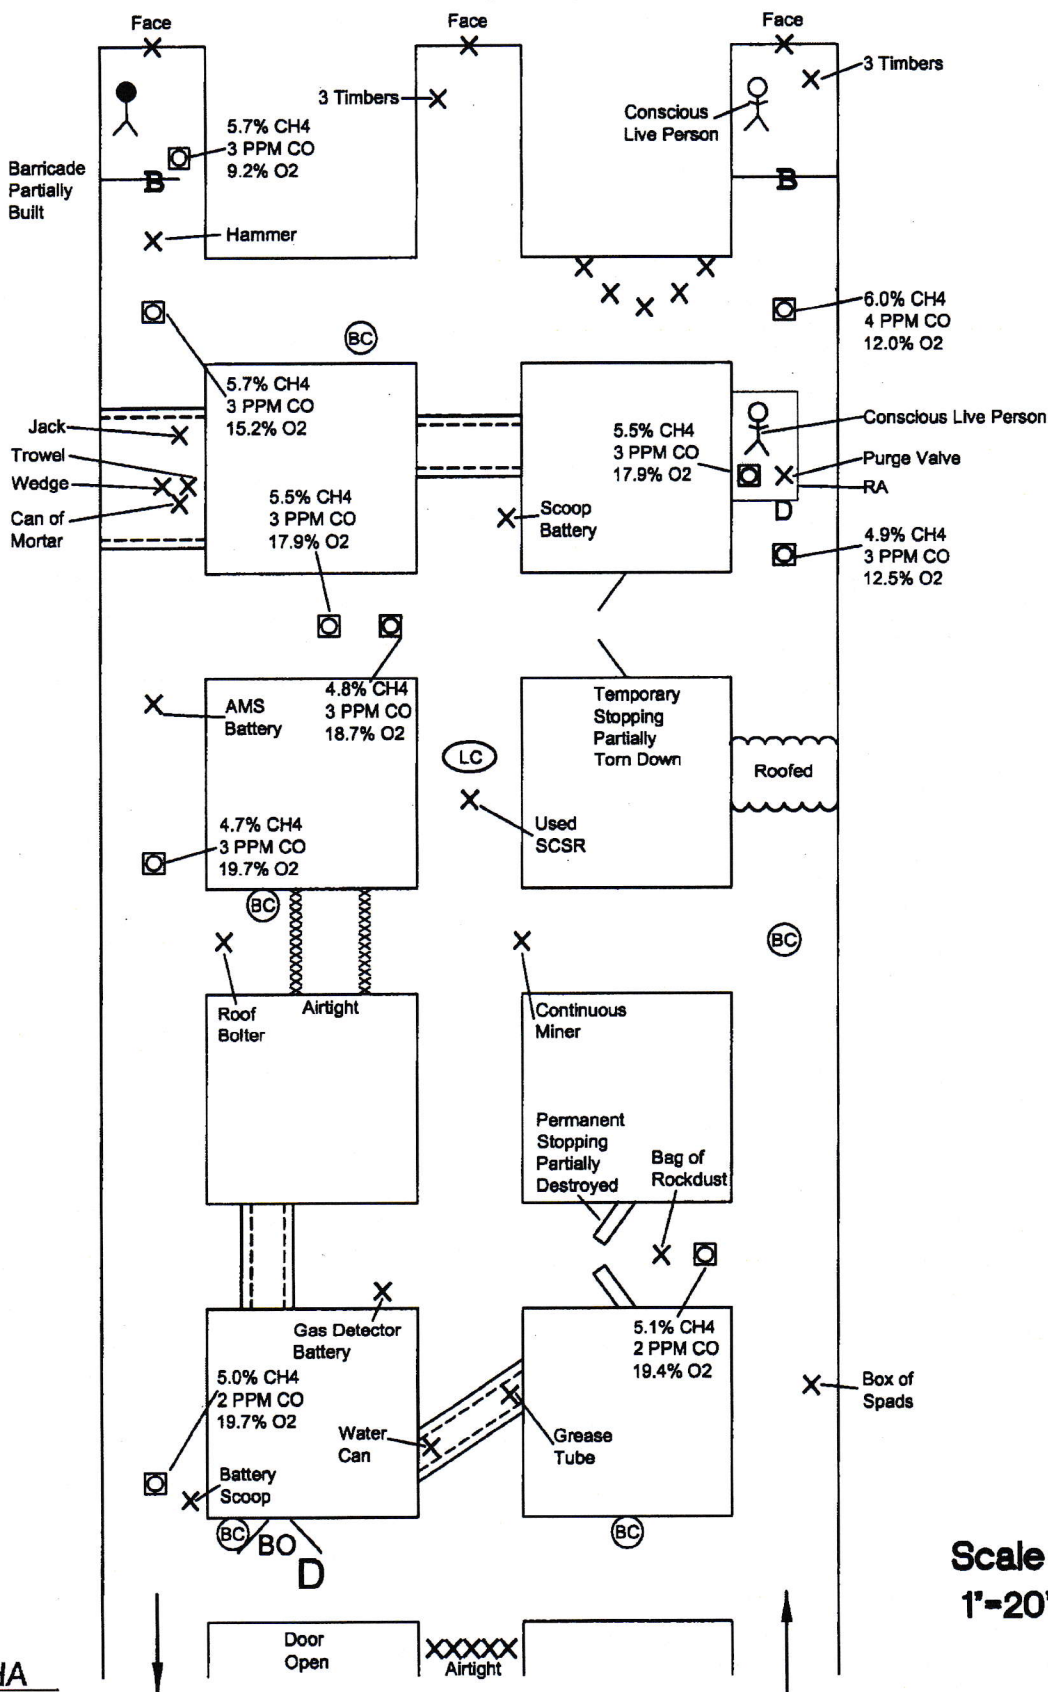 Face
Face
Face
3 Timbers
3 Timbers
Conscious
Live Person
5.7% CH4
3 PPM CO
9.2% O2
Barricade
Partially
Built
B
B
Hammer
6.0% CH4
4 PPM CO
12.0% O2
BC
5.7% CH4
3 PPM CO
15.2% O2
Jack
Trowel
Wedge
Can of
Mortar
5.5% CH4
3 PPM CO
17.9% O2
Conscious Live Person
Purge Valve
RA
D
5.5% CH4
3 PPM CO
17.9% O2
Scoop
Battery
4.9% CH4
3 PPM CO
12.5% O2
4.8% CH4
3 PPM CO
18.7% O2
AMS
Battery
Temporary
Stopping
Partially
Torn Down
LC
Roofed
Used
SCSR
4.7% CH4
3 PPM CO
19.7% O2
BC
BC
Airtight
Roof
Bolter
Continuous
Miner
Permanent
Stopping
Partially
Destroyed
Bag of
Rockdust
Gas Detector
Battery
5.1% CH4
2 PPM CO
19.4% O2
5.0% CH4
2 PPM CO
19.7% O2
Box of
Spads
Water
Can
Grease
Tube
Battery
Scoop
BC
BO
D
BC
Scale
1"=20'
Door
Open
Airtight